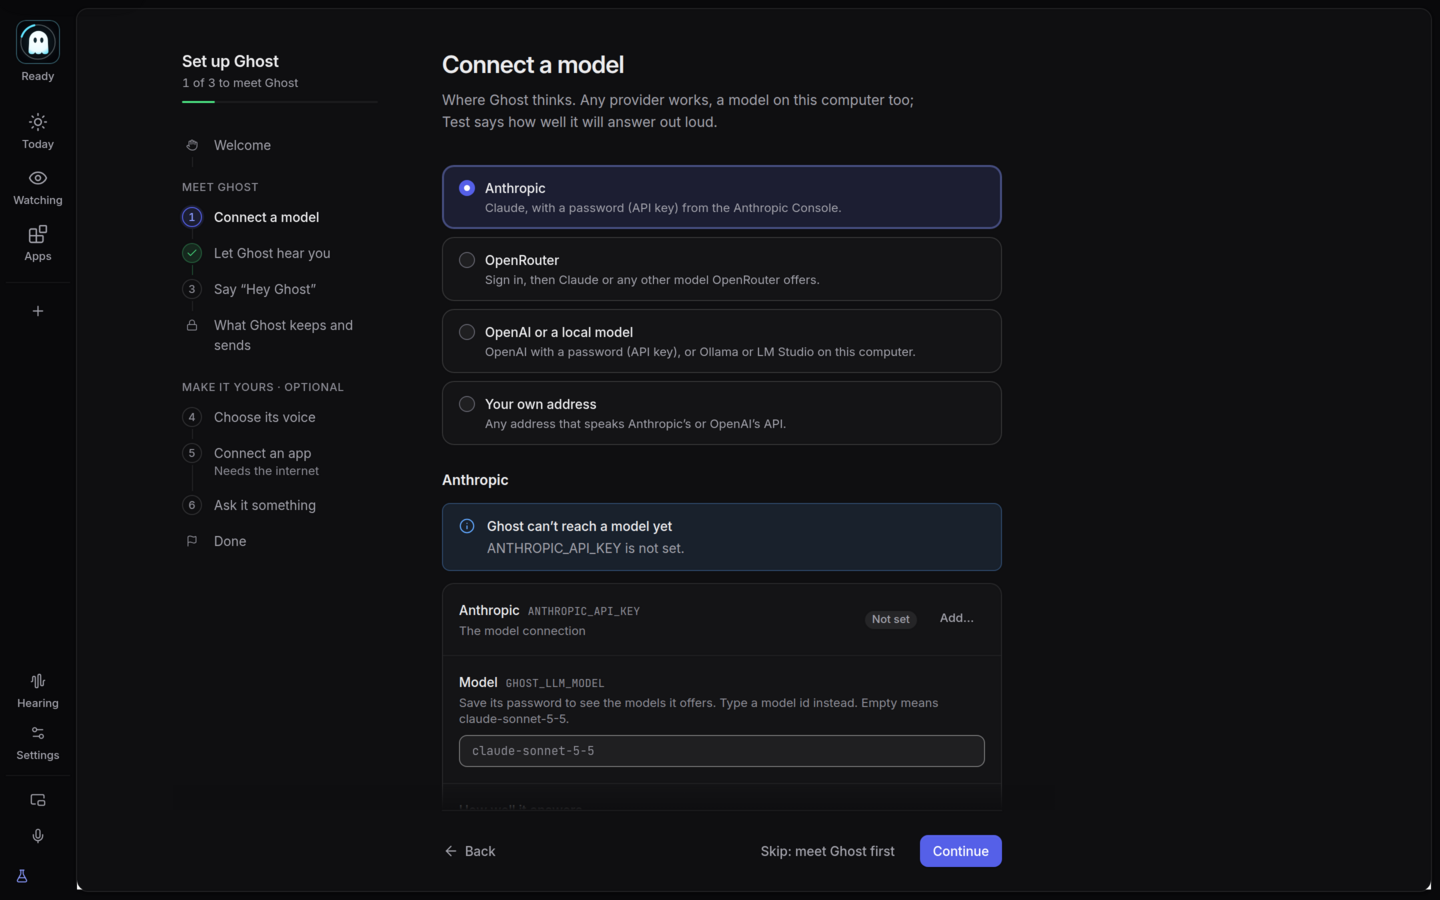 Ready
Today
Watching
Apps
Hearing
Settings
Set up Ghost
1 of 3 to meet Ghost
Welcome
MEET GHOST
1 Connect a model
Let Ghost hear you
3 Say “Hey Ghost”
What Ghost keeps and
sends
MAKE IT YOURS · OPTIONAL
4 Choose its voice
5 Connect an app
Needs the internet
6 Ask it something
Done
Connect a model
Where Ghost thinks. Any provider works, a model on this computer too;
Test says how well it will answer out loud.
Anthropic
Claude, with a password (API key) from the Anthropic Console.
OpenRouter
Sign in, then Claude or any other model OpenRouter offers.
OpenAI or a local model
OpenAI with a password (API key), or Ollama or LM Studio on this computer.
Your own address
Any address that speaks Anthropic’s or OpenAI’s API.
Anthropic
Ghost can’t reach a model yet
ANTHROPIC_API_KEY is not set.
Anthropic ANTHROPIC_API_KEY
The model connection
Not set
Add...
Model GHOST_LLM_MODEL
Save its password to see the models it offers. Type a model id instead. Empty means
claude-sonnet-5-5.
claude-sonnet-5-5
Back
Skip: meet Ghost first
Continue